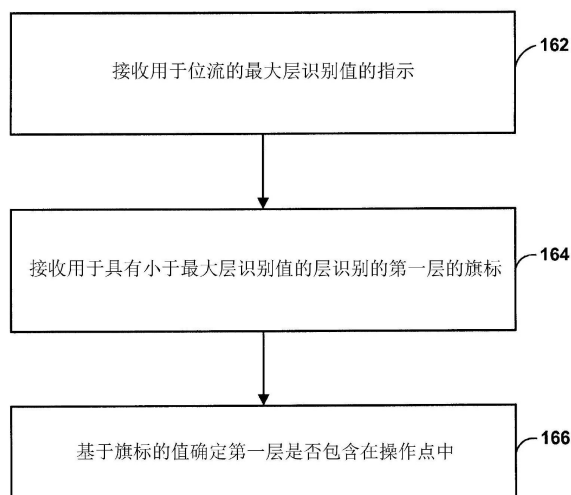 接收用于位流的最大层识别值的指示
162
接收用于具有小于最大层识别值的层识别的第一层的旗标
164
基于旗标的值确定第一层是否包含在操作点中
166